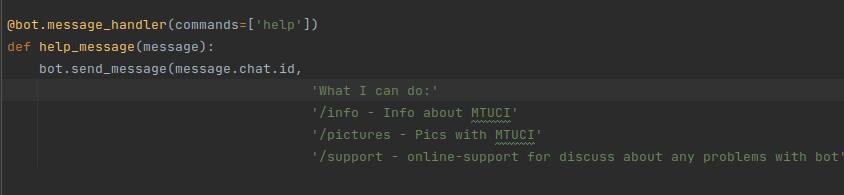 @bot.message_handler(commands=['help'])
def help_message(message):
bot.send_message(message.chat.id,
'What I can do:'
'/info - Info about MTUCI'
'/pictures - Pics with MTUCI'
'/support - online-support for discuss about any problems with bot'